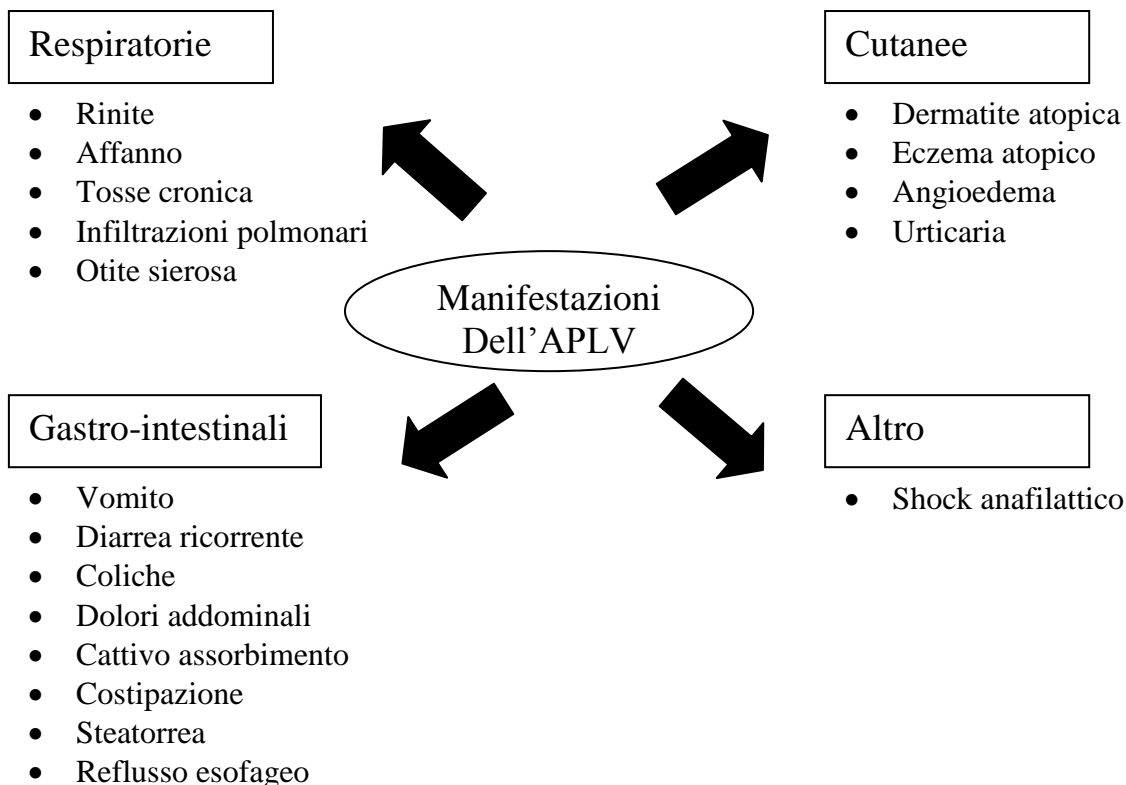 Respiratorie
• Rinite
• Affanno
• Tosse cronica
• Infiltrazioni polmonari
• Otite sierosa
Cutanee
• Dermatite atopica
• Eczema atopico
• Angioedema
• Urticaria
Manifestazioni
Dell’APLV
Gastro-intestinali
• Vomito
• Diarrea ricorrente
• Coliche
• Dolori addominali
• Cattivo assorbimento
• Costipazione
• Steatorrea
• Reflusso esofageo
Altro
• Shock anafilattico